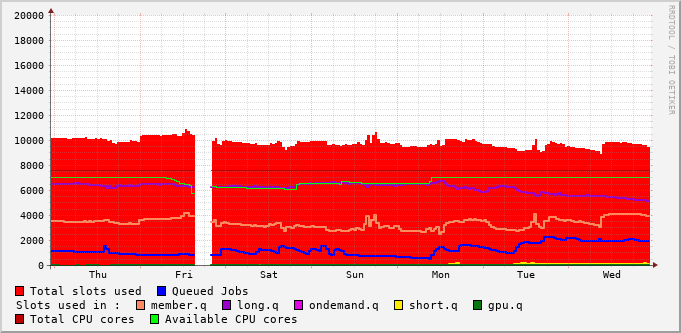 RRDTOOL / TOBI OETIKER
20000
18000
16000
14000
12000
10000
8000
6000
4000
2000
0
Thu Fri Sat Sun Mon Tue Wed
Total slots used Queued Jobs
Slots used in : member.q long.q ondemand.q short.q gpu.q
Total CPU cores Available CPU cores